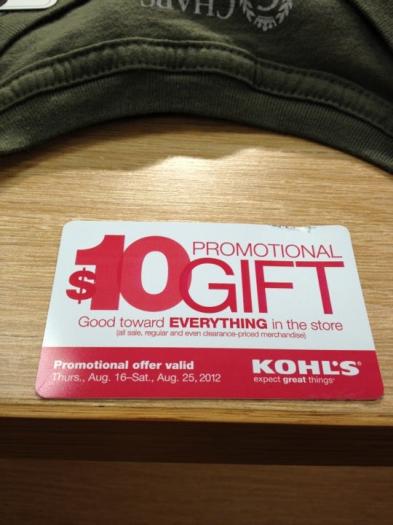 CHAPS
$10 PROMOTIONAL
GIFT
Good toward EVERYTHING in the store
(all sale, regular and even clearance-priced merchandise)
Promotional offer valid
Thurs., Aug. 16–Sat., Aug. 25, 2012
KOHL'S®
expect great things®